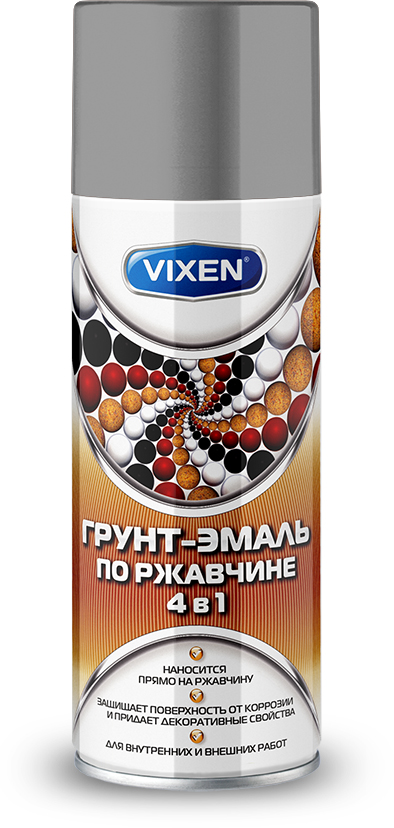 VIXEN®
ГРУНТ-ЭМАЛЬ
ПО РЖАВЧИНЕ
4 в 1
НАНОСИТСЯ
ПРЯМО НА РЖАВЧИНУ
ЗАЩИЩАЕТ ПОВЕРХНОСТЬ ОТ КОРРОЗИИ
И ПРИДАЕТ ДЕКОРАТИВНЫЕ СВОЙСТВА
ДЛЯ ВНУТРЕННИХ И ВНЕШНИХ РАБОТ